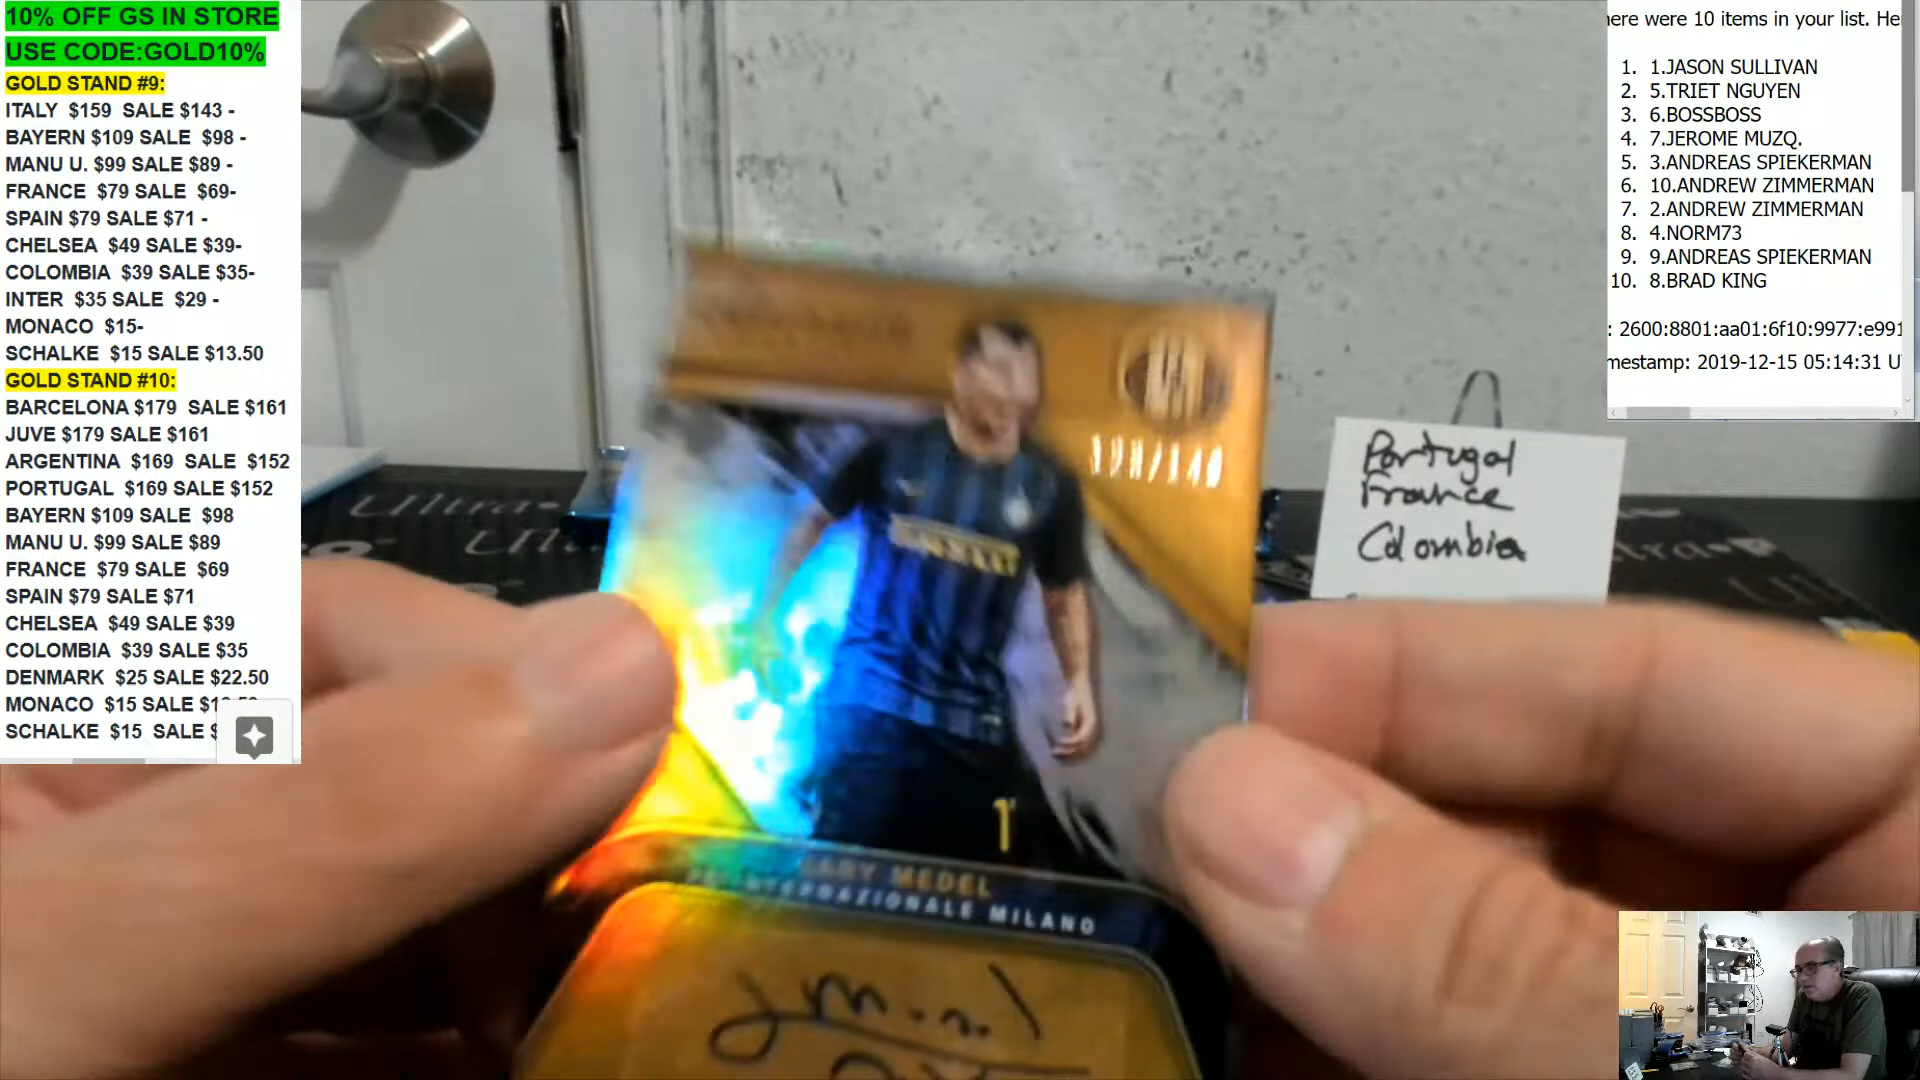 10% OFF GS IN STORE
USE CODE:GOLD10%
GOLD STAND #9:
ITALY $159 SALE $143 -
BAYERN $109 SALE $98 -
MANU U. $99 SALE $89 -
FRANCE $79 SALE $69-
SPAIN $79 SALE $71 -
CHELSEA $49 SALE $39-
COLOMBIA $39 SALE $35-
INTER $35 SALE $29 -
MONACO $15-
SCHALKE $15 SALE $13.50
GOLD STAND #10:
BARCELONA $179 SALE $161
JUVE $179 SALE $161
ARGENTINA $169 SALE $152
PORTUGAL $169 SALE $152
BAYERN $109 SALE $98
MANU U. $99 SALE $89
FRANCE $79 SALE $69
SPAIN $79 SALE $71
CHELSEA $49 SALE $39
COLOMBIA $39 SALE $35
DENMARK $25 SALE $22.50
MONACO $15 SALE
SCHALKE $15 SALE $
ere were 10 items in your list. He
1. 1.JASON SULLIVAN
2. 5.TRIET NGUYEN
3. 6.BOSSBOSS
4. 7.JEROME MUZQ.
5. 3.ANDREAS SPIEKERMAN
6. 10.ANDREW ZIMMERMAN
7. 2.ANDREW ZIMMERMAN
8. 4.NORM73
9. 9.ANDREAS SPIEKERMAN
10. 8.BRAD KING
: 2600:8801:aa01:6f10:9977:e991
mestamp: 2019-12-15 05:14:31 U
Portugal
France
Colombia
Ultra
PIRELLI
GARY MEDEL
FC INTERNAZIONALE MILANO